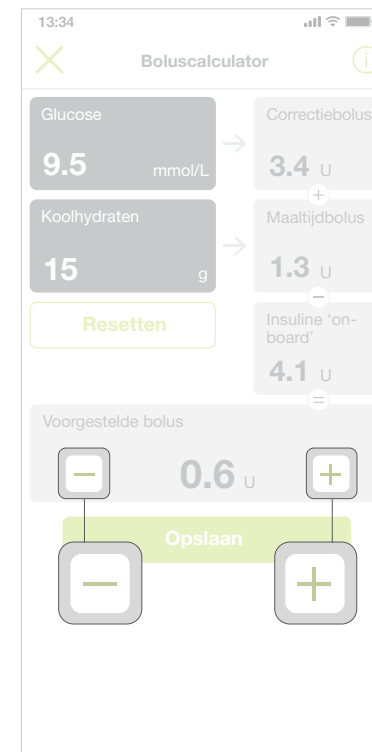 13:34
Boluscalculator
Glucose
9.5 mmol/L
Correctiebolus
3.4 U
+
Koolhydraten
15 g
Maaltijdbolus
1.3 U
−
Resetten
Insuline ‘on-
board’
4.1 U
=
Voorgestelde bolus
− 0.6 U +
Opslaan
− +